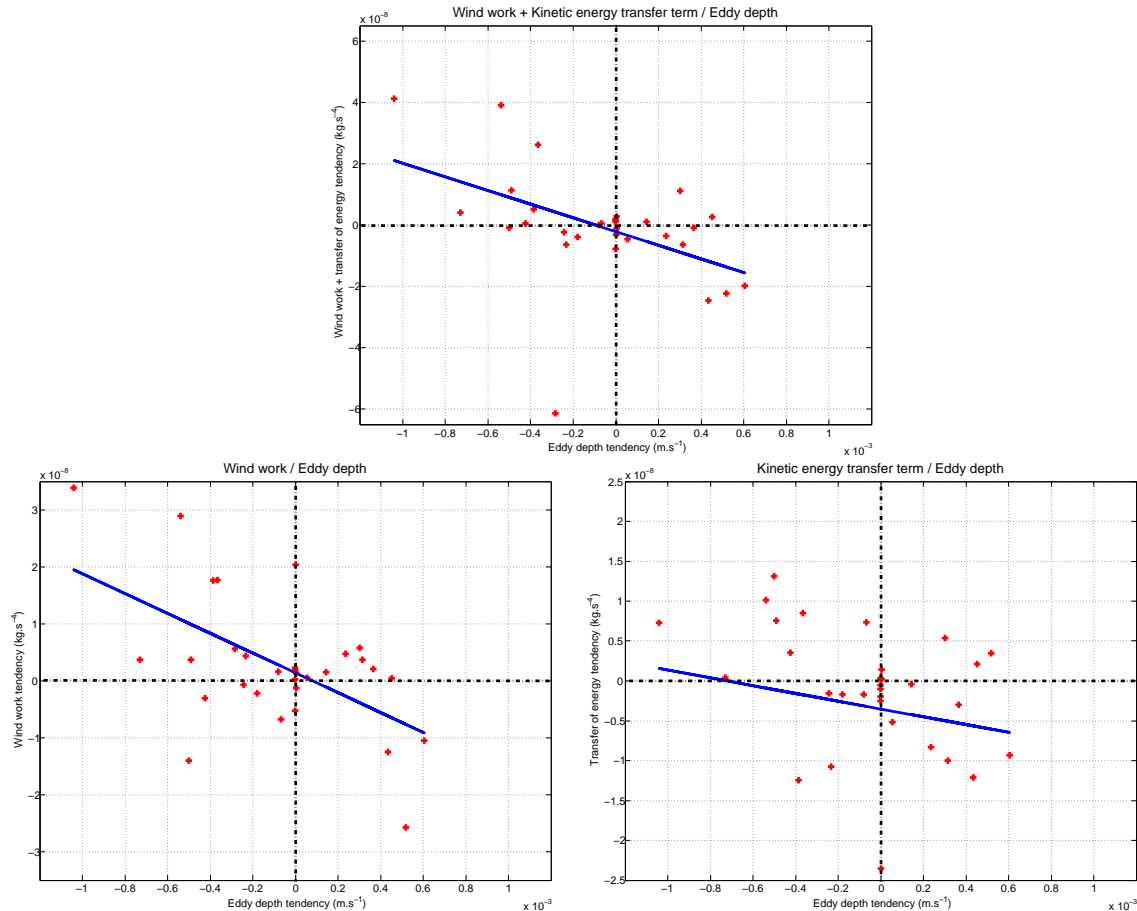 Wind work + Kinetic energy transfer term / Eddy depth
x 10⁻⁸
6
4
2
0
−2
−4
−6
Wind work + transfer of energy tendency (kg.s⁻⁴)
−1 −0.8 −0.6 −0.4 −0.2 0 0.2 0.4 0.6 0.8 1
Eddy depth tendency (m.s⁻¹)
x 10⁻³
Wind work / Eddy depth
x 10⁻⁸
3
2
1
0
−1
−2
−3
Wind work tendency (kg.s⁻⁴)
−1 −0.8 −0.6 −0.4 −0.2 0 0.2 0.4 0.6 0.8 1
Eddy depth tendency (m.s⁻¹)
x 10⁻³
Kinetic energy transfer term / Eddy depth
x 10⁻⁸
2.5
2
1.5
1
0.5
0
−0.5
−1
−1.5
−2
−2.5
Transfer of energy tendency (kg.s⁻⁴)
−1 −0.8 −0.6 −0.4 −0.2 0 0.2 0.4 0.6 0.8 1
Eddy depth tendency (m.s⁻¹)
x 10⁻³